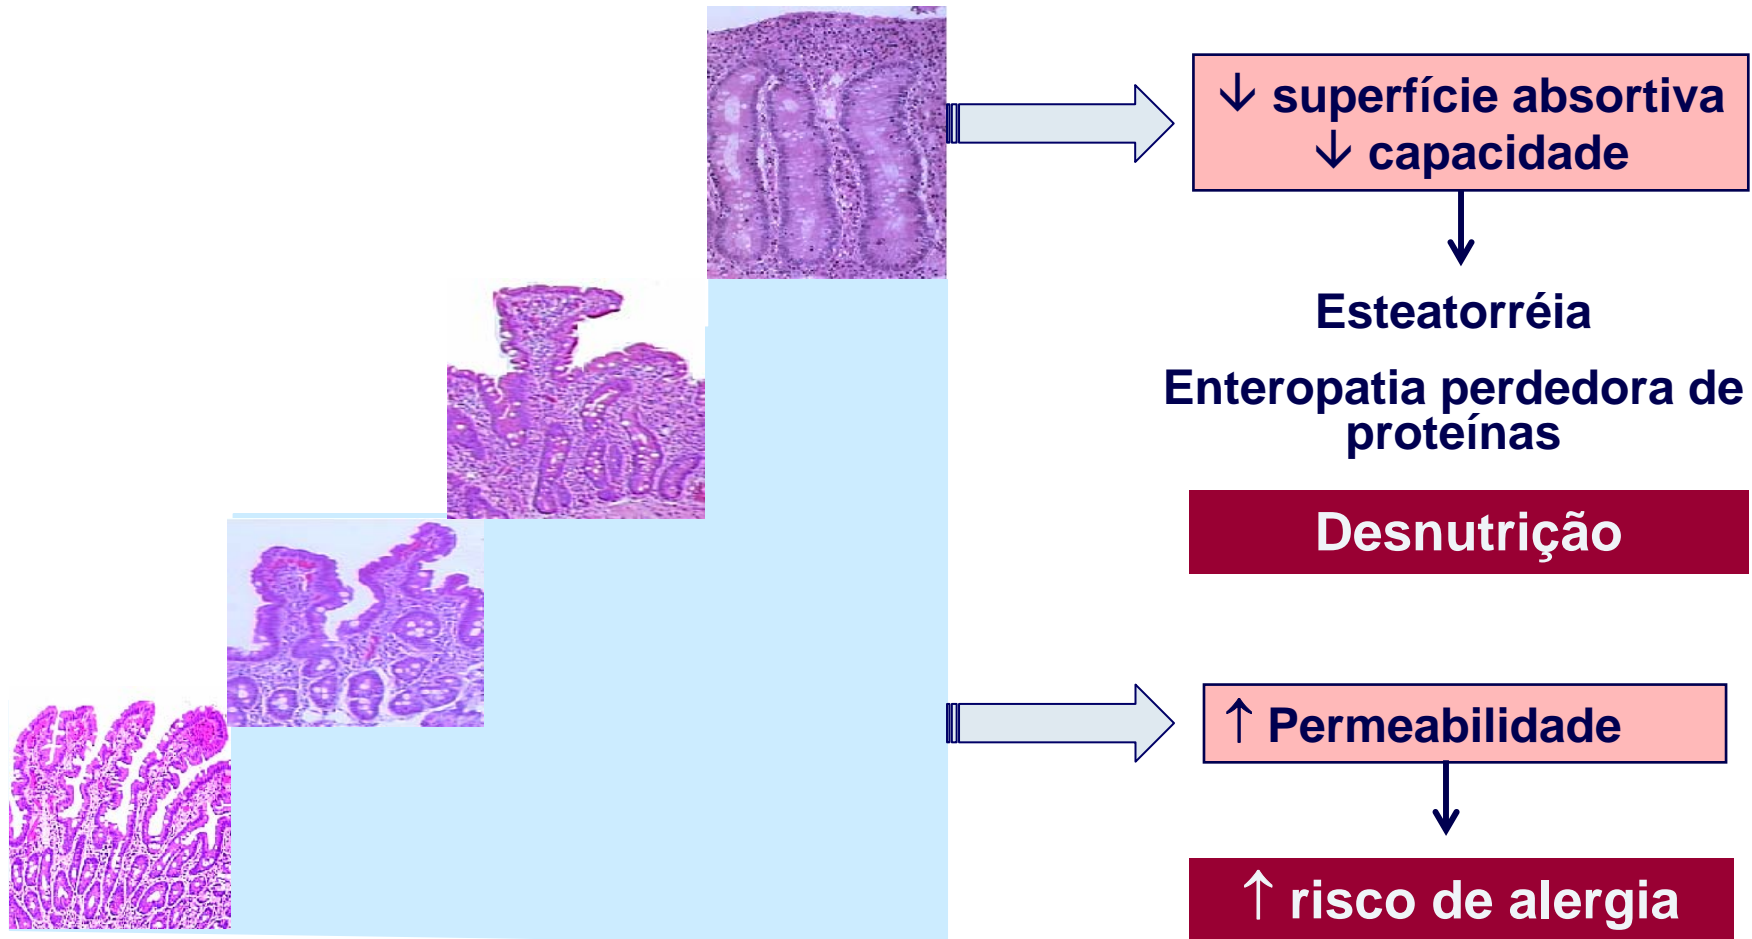 ↓ superfície absortiva
↓ capacidade
Esteatorréia
Enteropatia perdedora de
proteínas
Desnutrição
↑ Permeabilidade
↑ risco de alergia